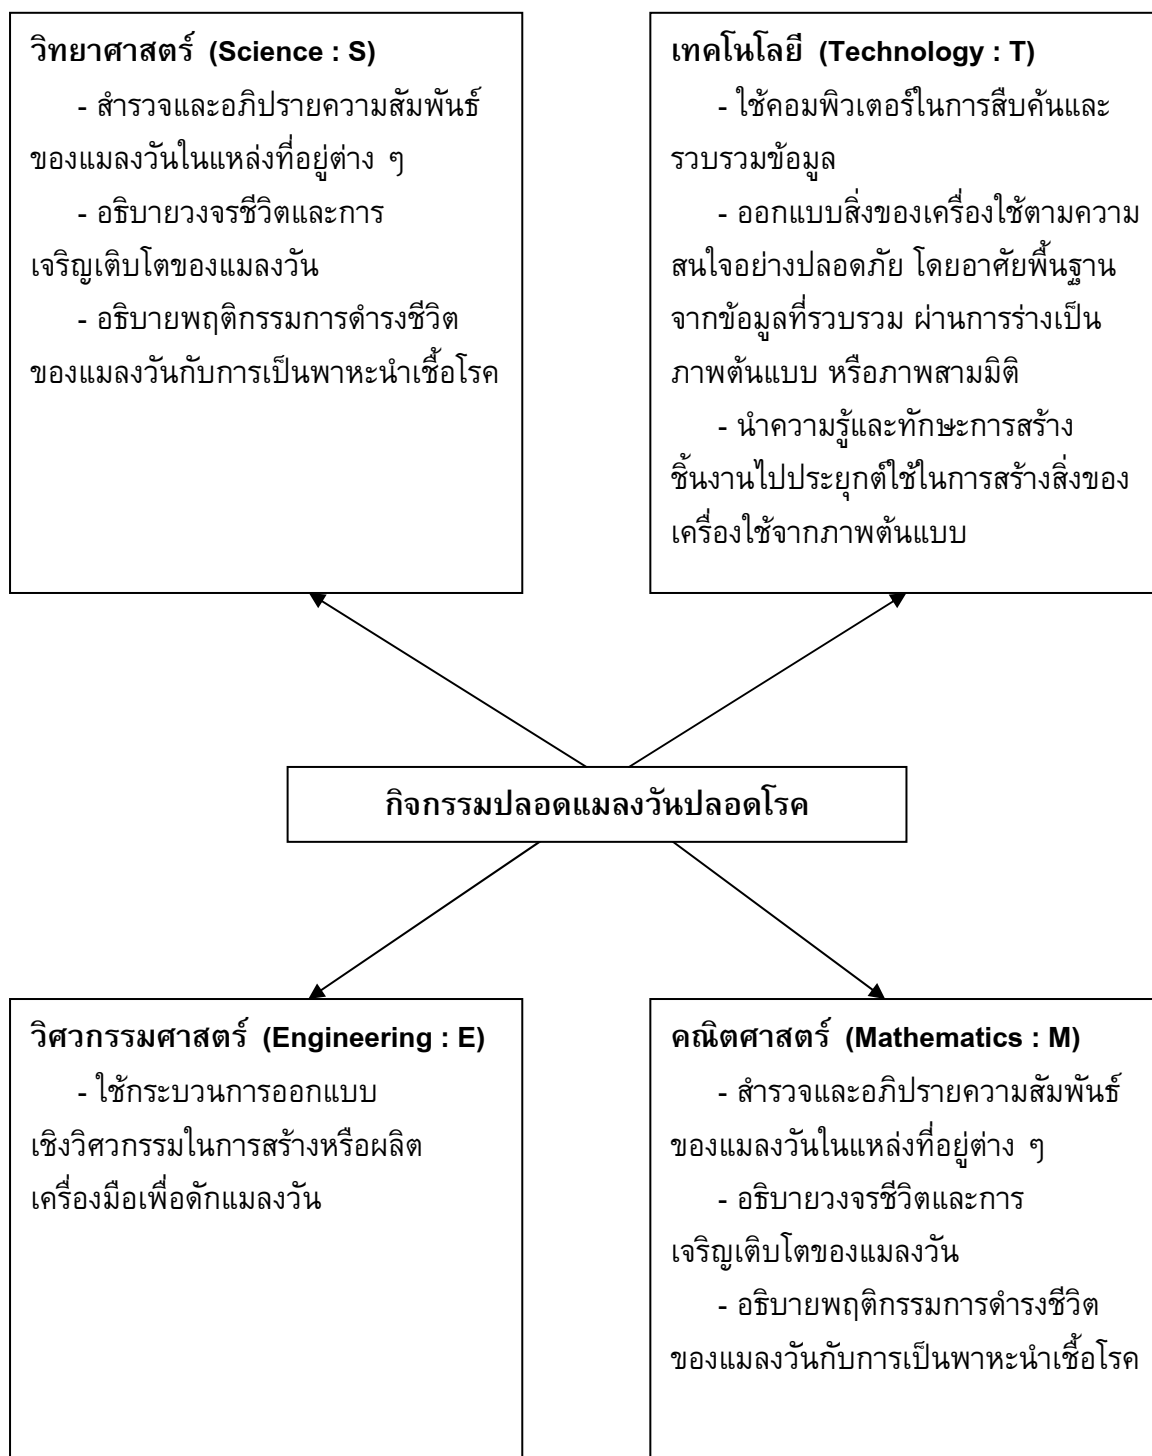 วิทยาศาสตร์ (Science : S)
- สำรวจและอภิปรายความสัมพันธ์
ของแมลงวันในแหล่งที่อยู่ต่าง ๆ
- อธิบายวงจรชีวิตและการ
เจริญเติบโตของแมลงวัน
- อธิบายพฤติกรรมการดำรงชีวิต
ของแมลงวันกับการเป็นพาหะนำเชื้อโรค
เทคโนโลยี (Technology : T)
- ใช้คอมพิวเตอร์ในการสืบค้นและ
รวบรวมข้อมูล
- ออกแบบสิ่งของเครื่องใช้ตามความ
สนใจอย่างปลอดภัย โดยอาศัยพื้นฐาน
จากข้อมูลที่รวบรวม ผ่านการร่างเป็น
ภาพต้นแบบ หรือภาพสามมิติ
- นำความรู้และทักษะการสร้าง
ชิ้นงานไปประยุกต์ใช้ในการสร้างสิ่งของ
เครื่องใช้จากภาพต้นแบบ
กิจกรรมปลอดแมลงวันปลอดโรค
วิศวกรรมศาสตร์ (Engineering : E)
- ใช้กระบวนการออกแบบ
เชิงวิศวกรรมในการสร้างหรือผลิต
เครื่องมือเพื่อดักแมลงวัน
คณิตศาสตร์ (Mathematics : M)
- สำรวจและอภิปรายความสัมพันธ์
ของแมลงวันในแหล่งที่อยู่ต่าง ๆ
- อธิบายวงจรชีวิตและการ
เจริญเติบโตของแมลงวัน
- อธิบายพฤติกรรมการดำรงชีวิต
ของแมลงวันกับการเป็นพาหะนำเชื้อโรค